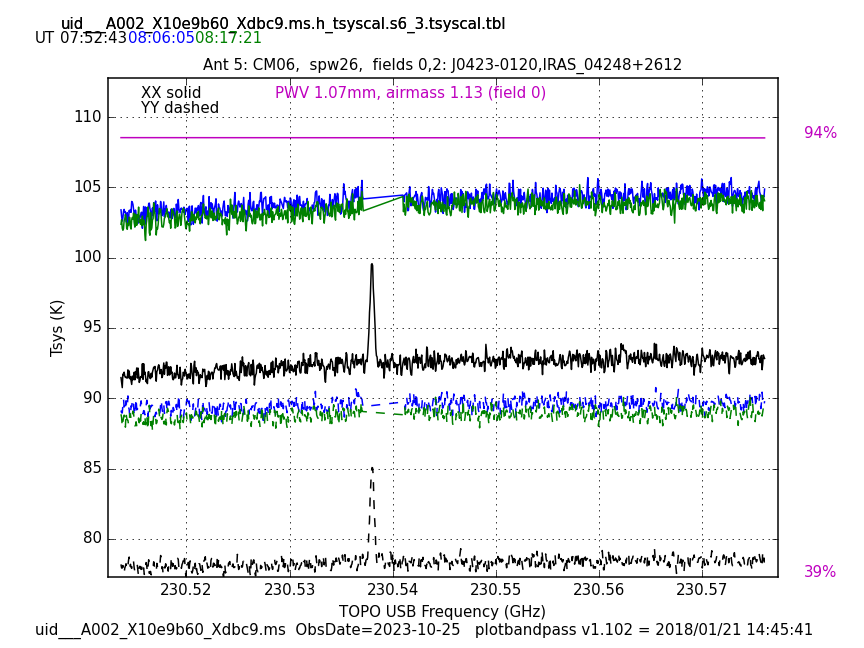 uid___A002_X10e9b60_Xdbc9.ms.h_tsyscal.s6_3.tsyscal.tbl
UT 07:52:43 08:06:05 08:17:21
Ant 5: CM06,  spw26,  fields 0,2: J0423-0120,IRAS_04248+2612
XX solid
PWV 1.07mm, airmass 1.13 (field 0)
YY dashed
110
94%
105
100
95
90
85
80
39%
Tsys (K)
230.52
230.53
230.54
230.55
230.56
230.57
TOPO USB Frequency (GHz)
uid___A002_X10e9b60_Xdbc9.ms  ObsDate=2023-10-25   plotbandpass v1.102 = 2018/01/21 14:45:41